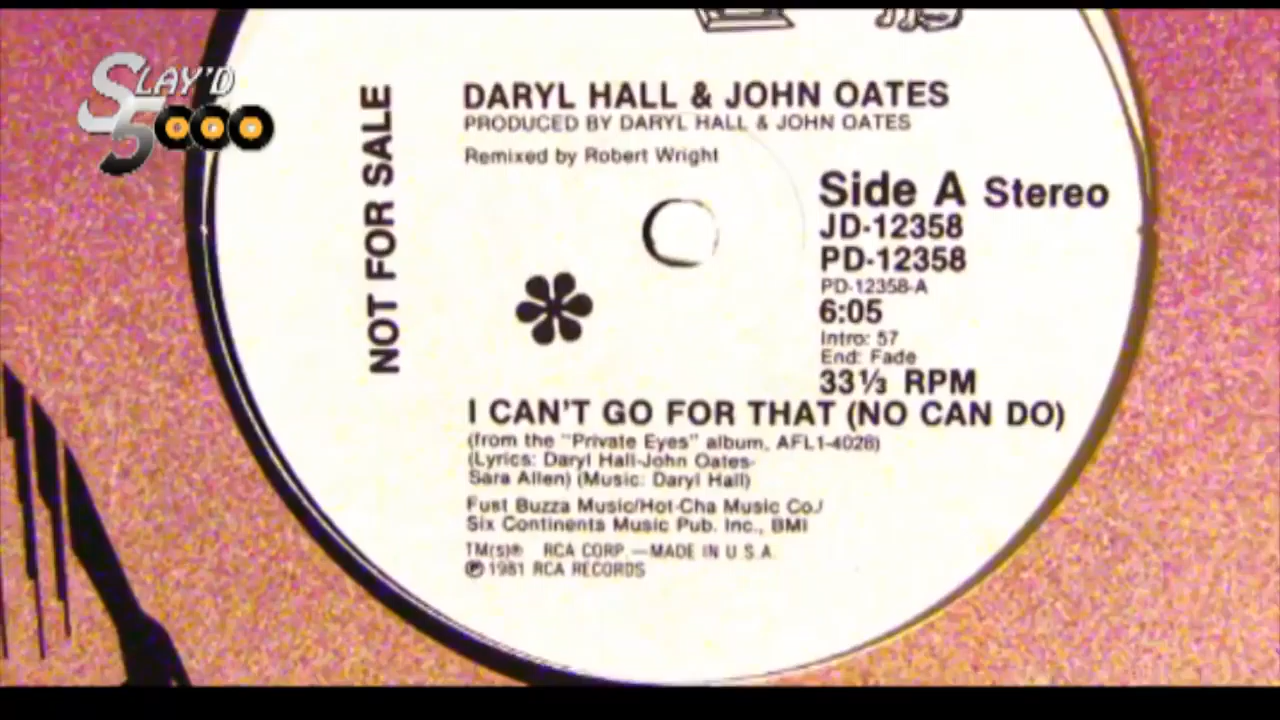 SLAY'D
5000
NOT FOR SALE
DARYL HALL & JOHN OATES
PRODUCED BY DARYL HALL & JOHN OATES
Remixed by Robert Wright
Side A Stereo
JD-12358
PD-12358
PD-12358-A
6:05
Intro: 57
End: Fade
33⅓ RPM
I CAN'T GO FOR THAT (NO CAN DO)
(from the "Private Eyes" album, AFL1-4028)
(Lyrics: Daryl Hall-John Oates-
Sara Allen) (Music: Daryl Hall)
Fust Buzza Music/Hot-Cha Music Co./
Six Continents Music Pub. Inc., BMI
TM(s)® RCA CORP.—MADE IN U.S.A.
℗ 1981 RCA RECORDS